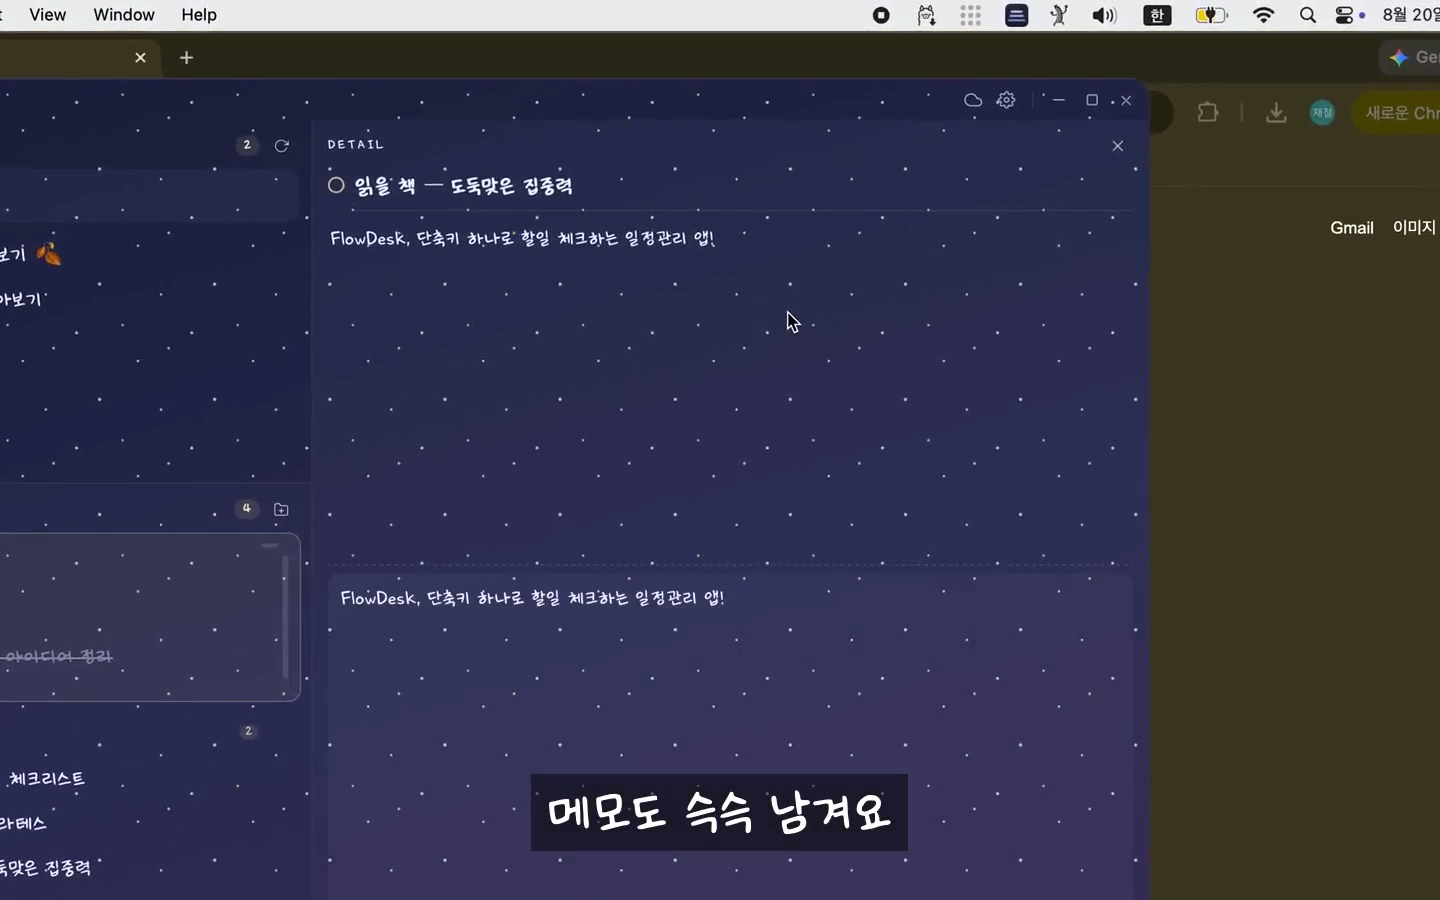 View Window Help
한
8월 20일
새로운 Chr
재철
2
DETAIL
읽을 책 — 도둑맞은 집중력
Gmail 이미지
FlowDesk, 단축키 하나로 할일 체크하는 일정관리 앱!
보기
아보기
4
FlowDesk, 단축키 하나로 할일 체크하는 일정관리 앱!
아이디어 정리
2
체크리스트
라테스
둑맞은 집중력
메모도 슥슥 남겨요